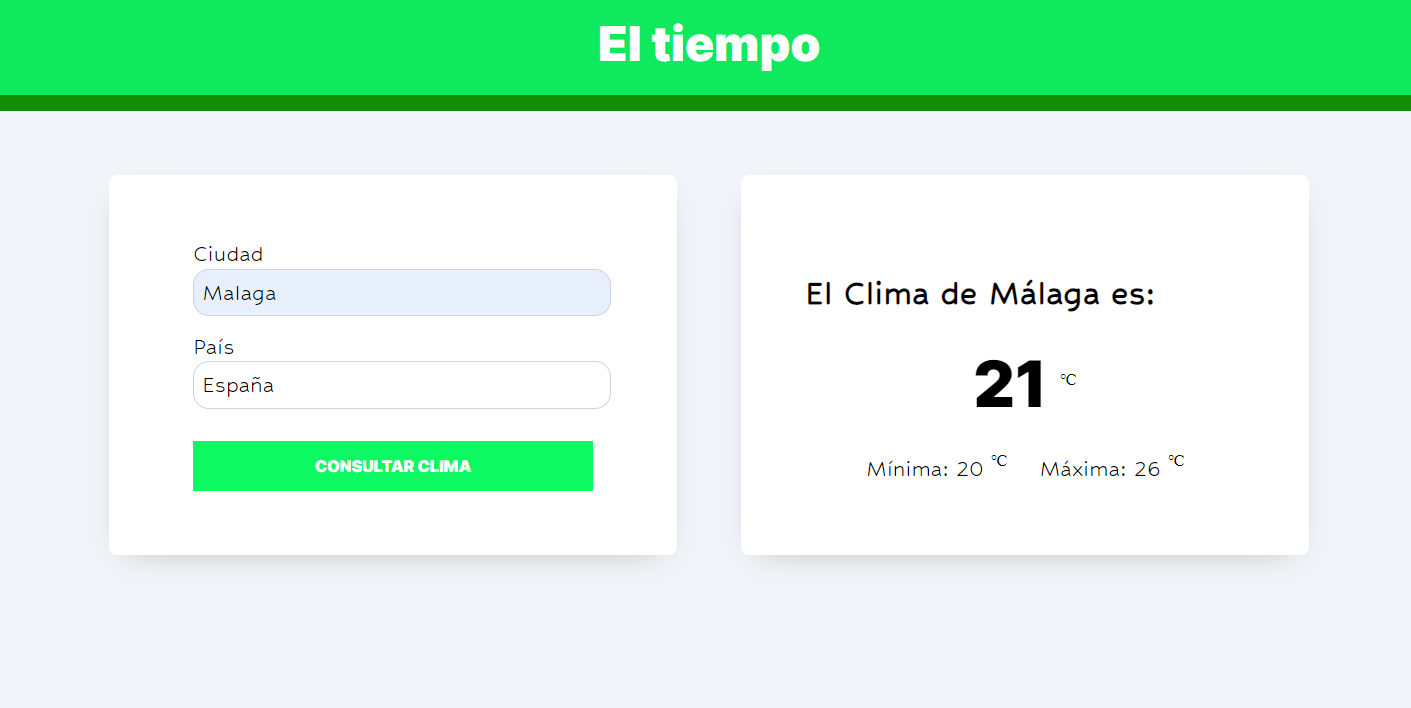 El tiempo
Ciudad
Malaga
País
España
CONSULTAR CLIMA
El Clima de Málaga es:
21 °C
Mínima: 20 °C Máxima: 26 °C